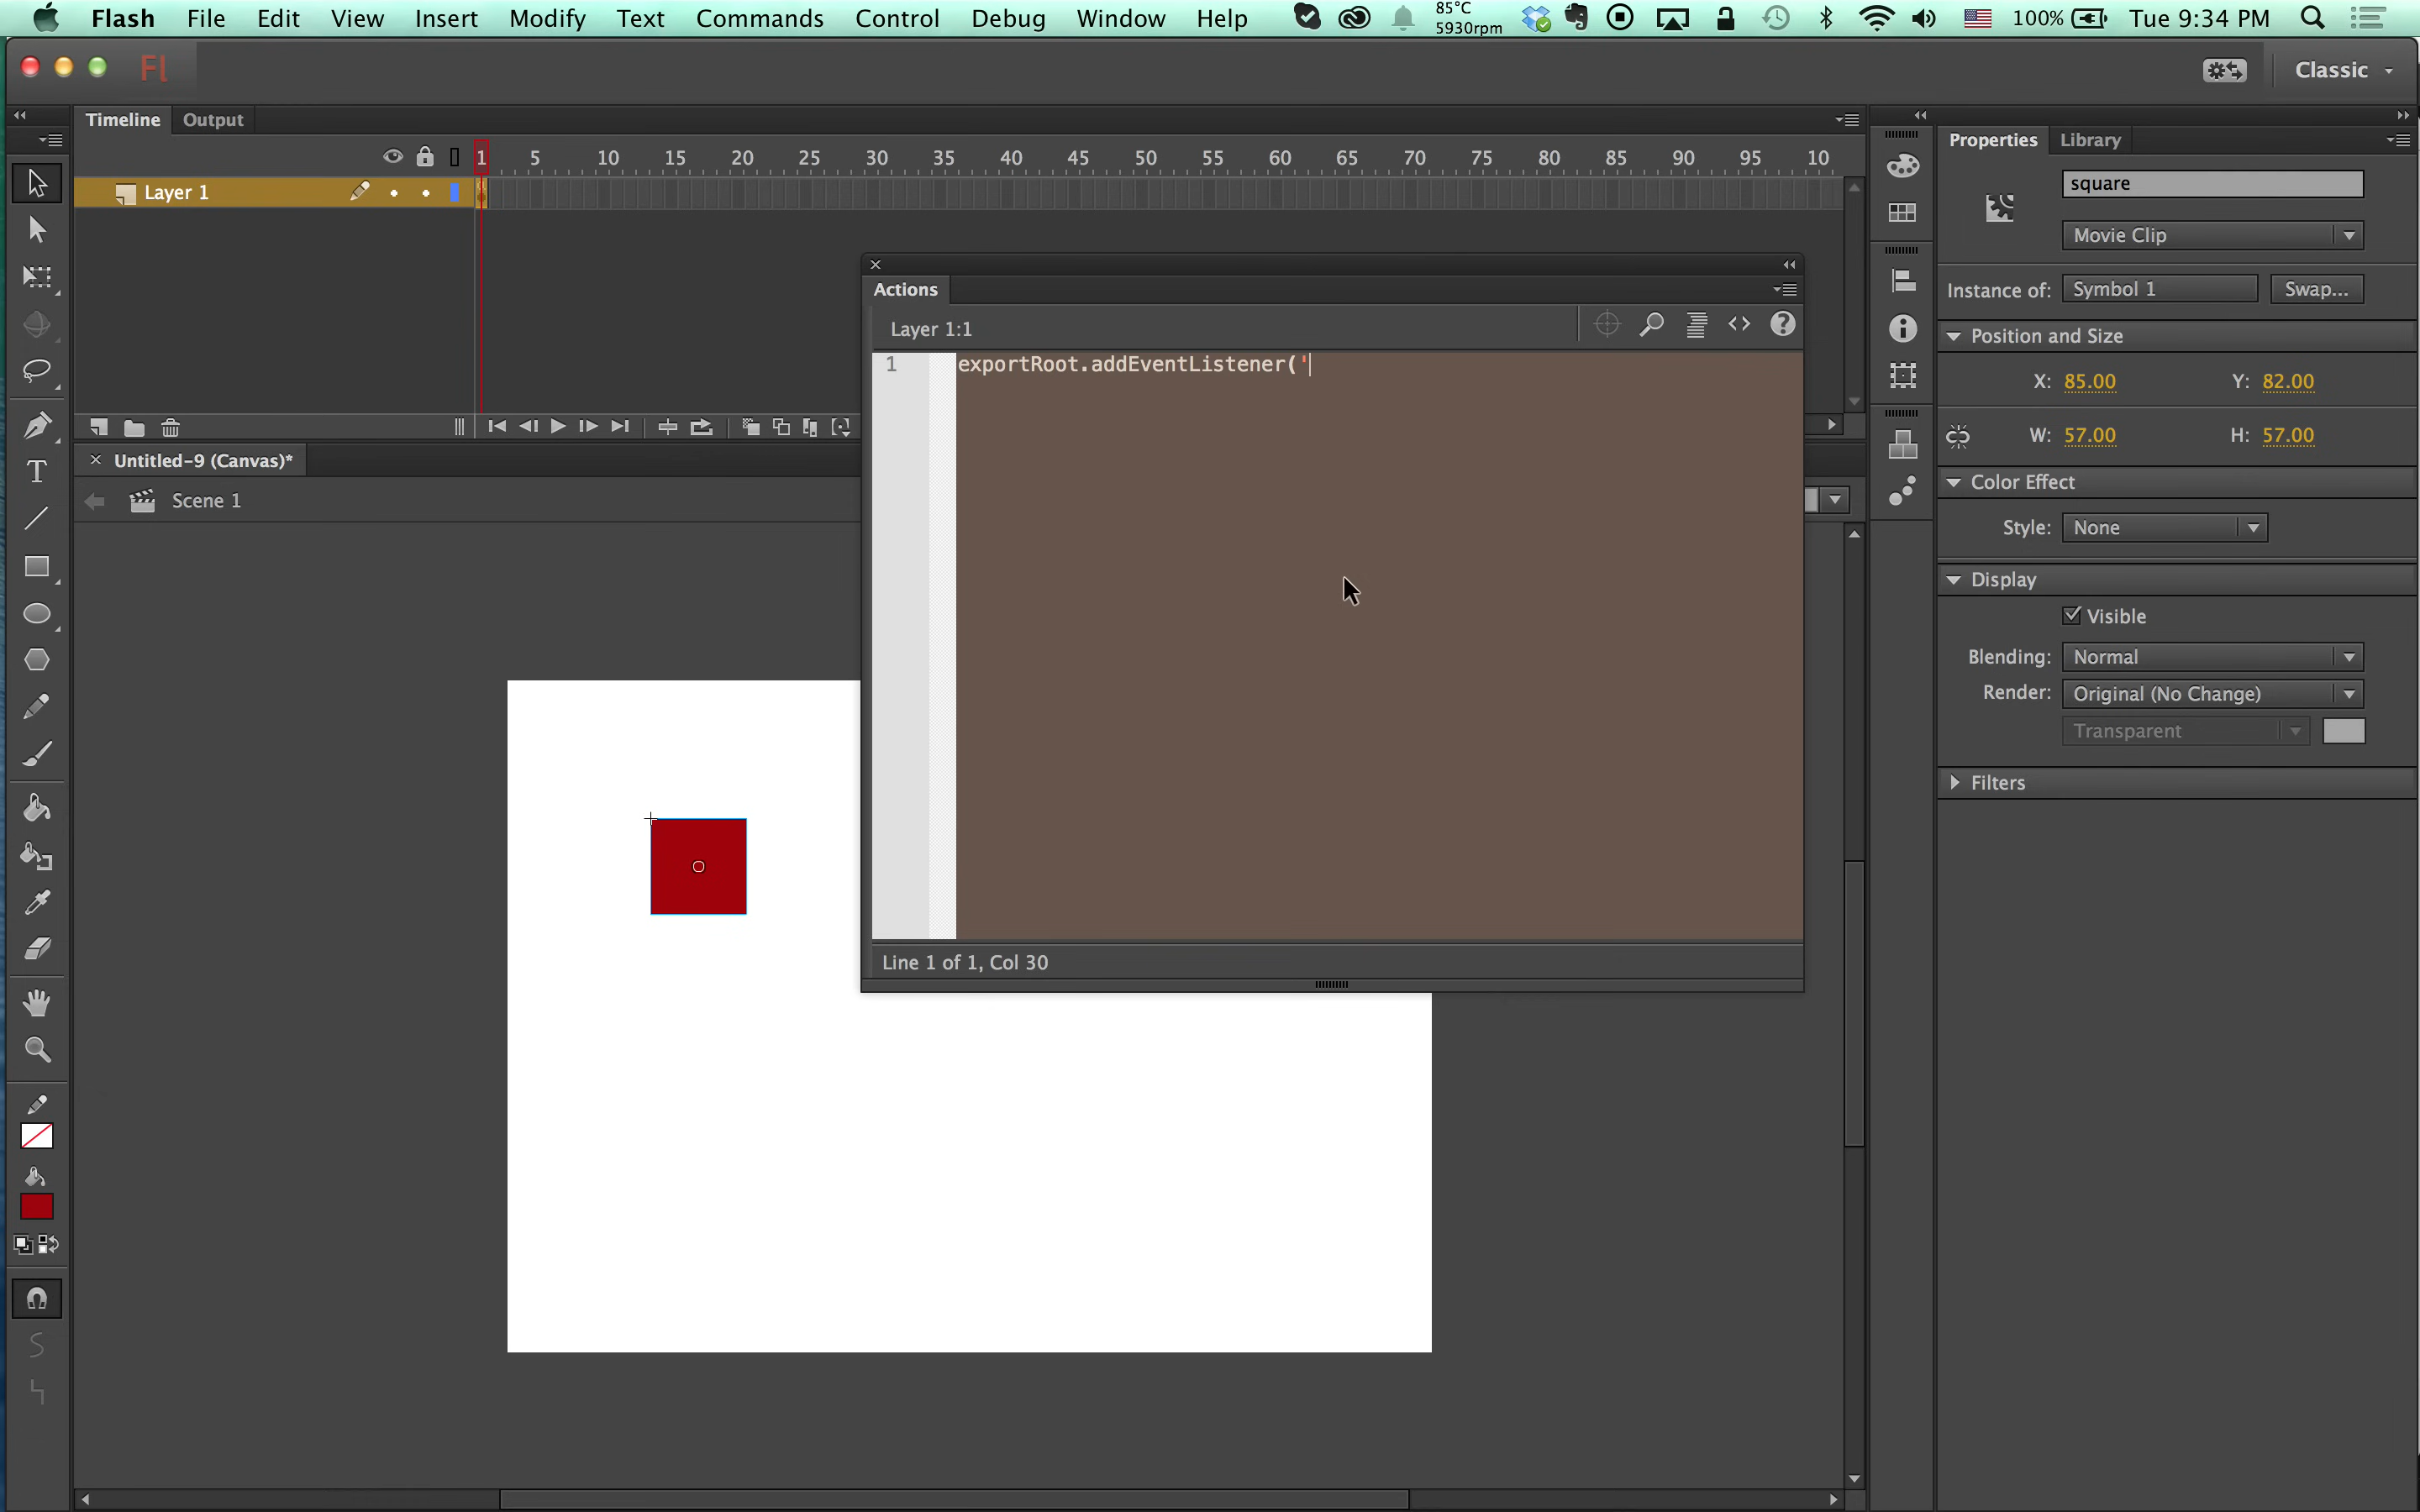 Flash File Edit View Insert Modify Text Commands Control Debug Window Help 85°C 5930rpm 100% Tue 9:34 PM
Fl Classic
Timeline Output
1 5 10 15 20 25 30 35 40 45 50 55 60 65 70 75 80 85 90 95 10
Layer 1
Actions
Layer 1:1
1 exportRoot.addEventListener('
Line 1 of 1, Col 30
Untitled-9 (Canvas)*
Scene 1
Properties Library
square
Movie Clip
Instance of: Symbol 1 Swap...
Position and Size
X: 85.00 Y: 82.00
W: 57.00 H: 57.00
Color Effect
Style: None
Display
Visible
Blending: Normal
Render: Original (No Change)
Transparent
Filters